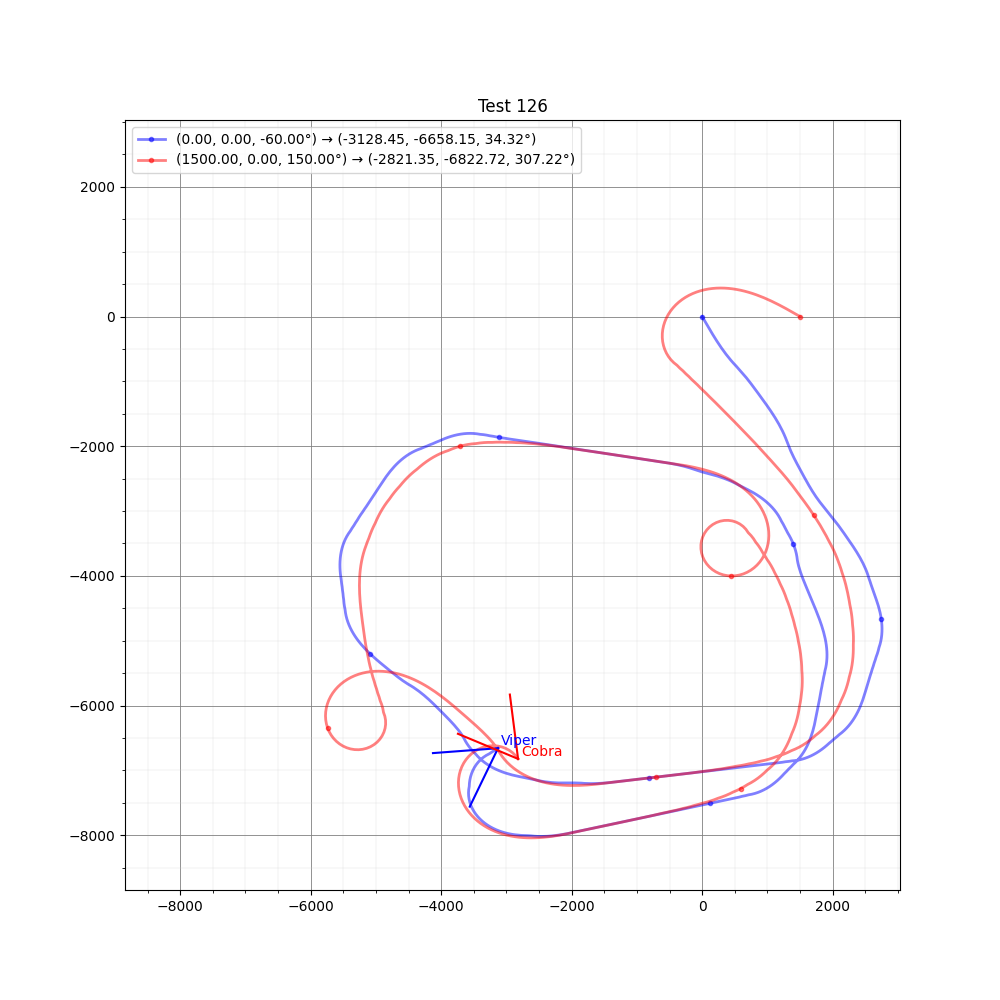 Test 126
(0.00, 0.00, -60.00°) → (-3128.45, -6658.15, 34.32°)
(1500.00, 0.00, 150.00°) → (-2821.35, -6822.72, 307.22°)
2000
0
−2000
−4000
−6000
−8000
Viper
Cobra
−8000 −6000 −4000 −2000 0 2000